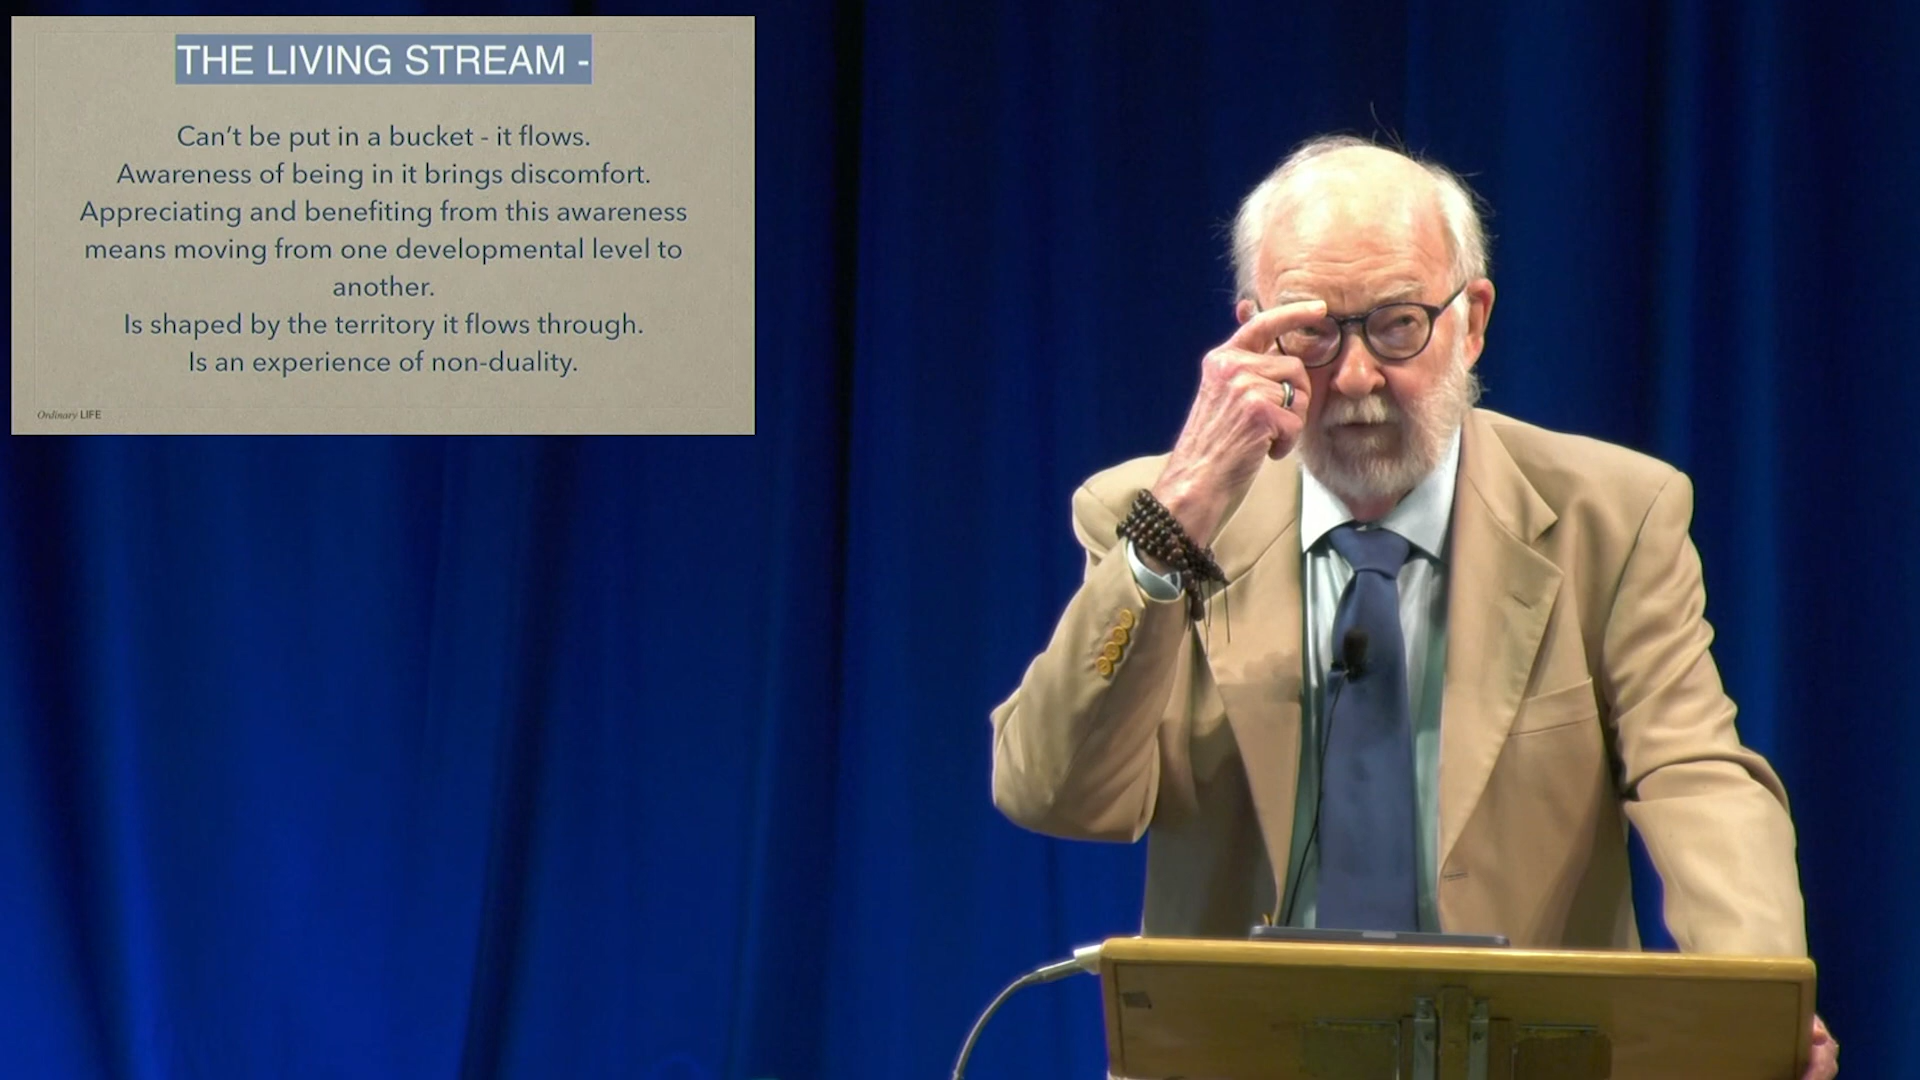 THE LIVING STREAM -
Can't be put in a bucket - it flows.
Awareness of being in it brings discomfort.
Appreciating and benefiting from this awareness
means moving from one developmental level to
another.
Is shaped by the territory it flows through.
Is an experience of non-duality.
Ordinary LIFE